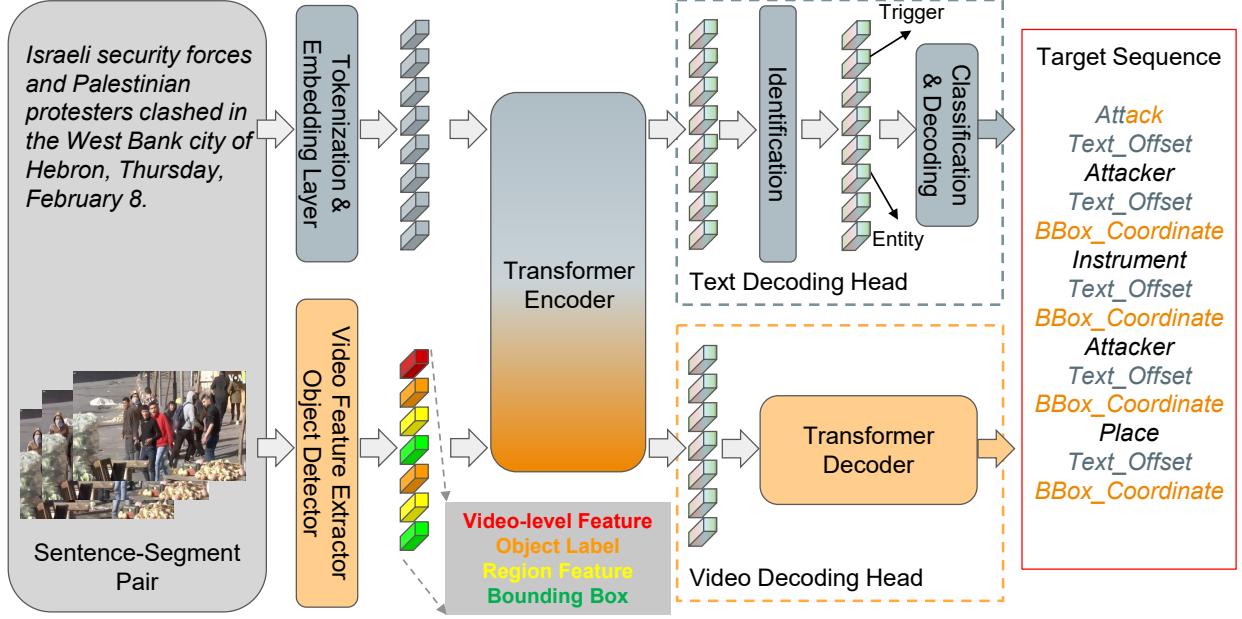 Israeli security forces
and Palestinian
protesters clashed in
the West Bank city of
Hebron, Thursday,
February 8.
Sentence-Segment
Pair
Tokenization &
Embedding Layer
Video Feature Extractor
Object Detector
Transformer
Encoder
Video-level Feature
Object Label
Region Feature
Bounding Box
Identification
Trigger
Entity
Classification
& Decoding
Text Decoding Head
Transformer
Decoder
Video Decoding Head
Target Sequence
Attack
Text_Offset
Attacker
Text_Offset
BBox_Coordinate
Instrument
Text_Offset
BBox_Coordinate
Attacker
Text_Offset
BBox_Coordinate
Place
Text_Offset
BBox_Coordinate